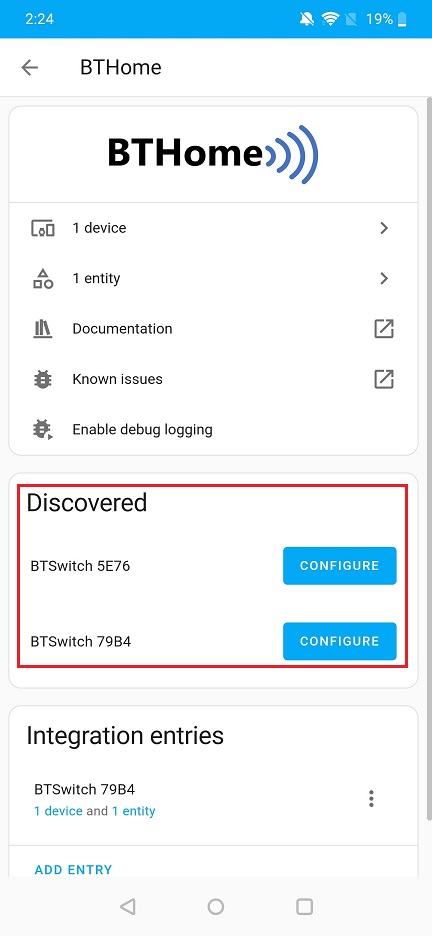 2:24
19%
BTHome
BTHome
1 device
1 entity
Documentation
Known issues
Enable debug logging
Discovered
BTSwitch 5E76
CONFIGURE
BTSwitch 79B4
CONFIGURE
Integration entries
BTSwitch 79B4
1 device and 1 entity
ADD ENTRY